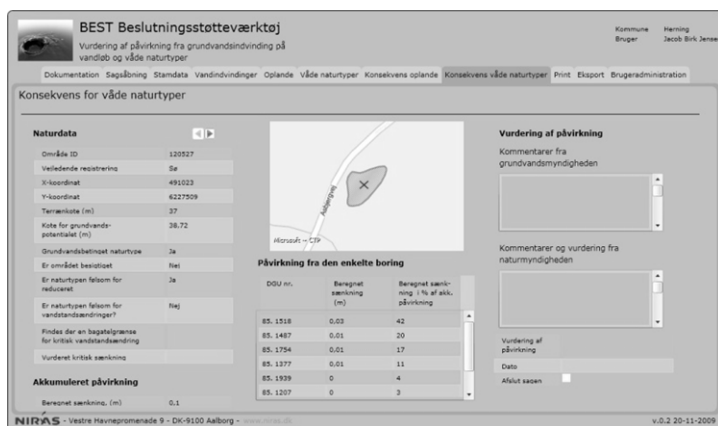 BEST Beslutningsstøtteværktøj
Vurdering af påvirkning fra grundvandsindvinding på
vandløb og våde naturtyper
Kommune Herning
Bruger Jacob Birk Jense
Dokumentation Sagsåbning Stamdata Vandindvindinger Oplande Våde naturtyper Konsekvens oplande Konsekvens våde naturtyper Print Eksport Brugeradministration
Konsekvens for våde naturtyper
Naturdata
Område ID 120527
Vejledende registrering Sø
X-koordinat 491023
Y-koordinat 6227509
Terrænkote (m) 37
Kote for grundvands-
potentialet (m) 38,72
Grundvandsbetinget naturtype Ja
Er området besigtiget Nej
Er naturtypen følsom for
reduceret Ja
Er naturtypen følsom for
vandstandsændringer? Nej
Findes der en bagatelgrænse
for kritisk vandstandsændring
Vurderet kritisk sænkning
Akkumuleret påvirkning
Beregnet sænkning, (m) 0,1
Microsoft
Påvirkning fra den enkelte boring
DGU nr. Beregnet Beregnet sænk-
sænkning ning i % af akk.
(m) påvirkning
85. 1518 0,03 42
85. 1487 0,01 20
85. 1754 0,01 17
85. 1377 0,01 11
85. 1939 0 4
85. 1207 0 3
Vurdering af påvirkning
Kommentarer fra
grundvandsmyndigheden
Kommentarer og vurdering fra
naturmyndigheden
Vurdering af
påvirkning
Dato
Afslut sagen
NIRAS - Vestre Havnepromenade 9 - DK-9100 Aalborg - www.niras.dk
v.0.2 20-11-2009